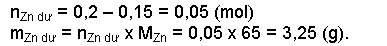 nZn dư = 0,2 – 0,15 = 0,05 (mol)
mZn dư = nZn dư x MZn = 0,05 x 65 = 3,25 (g).